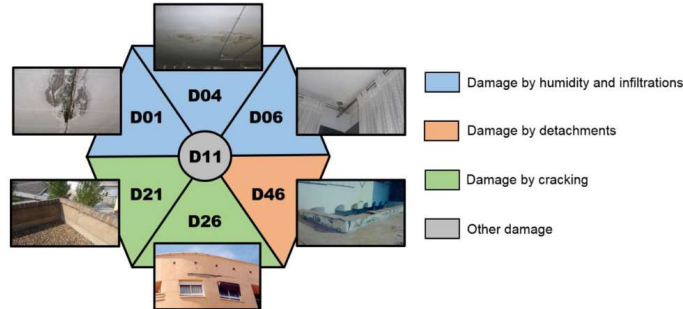 D04
D01
D06
D11
D21
D46
D26
Damage by humidity and infiltrations
Damage by detachments
Damage by cracking
Other damage